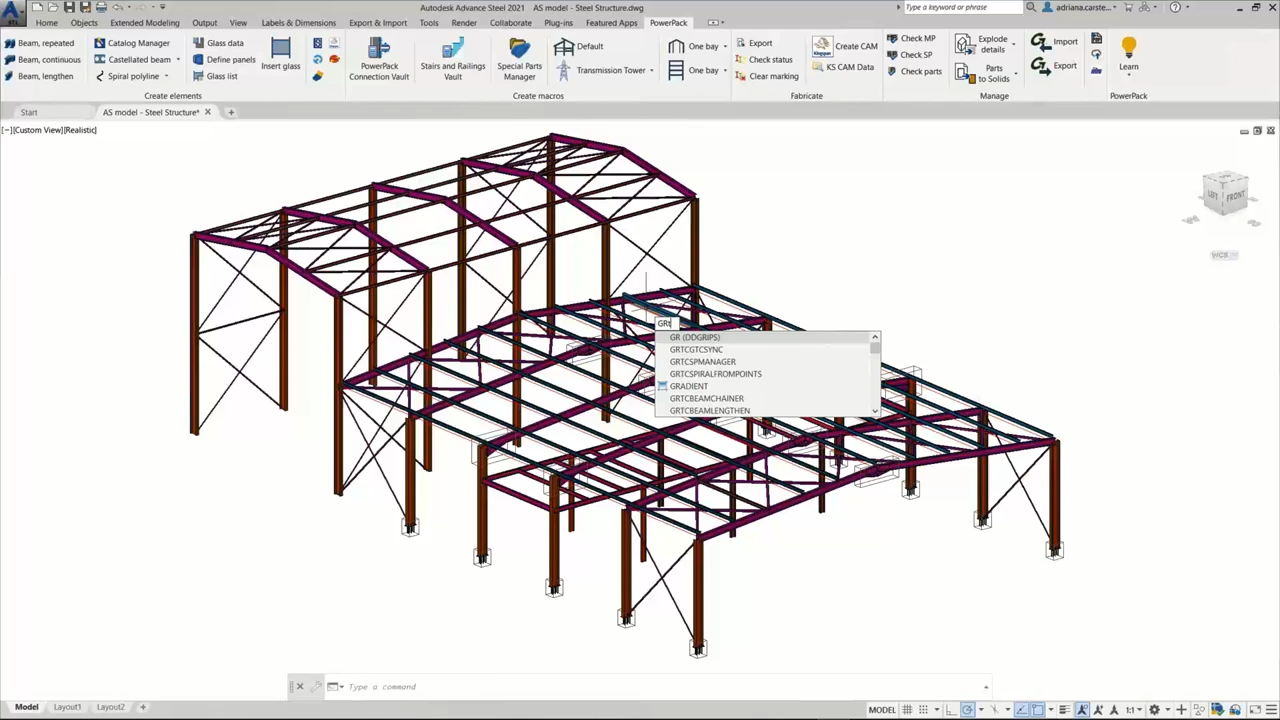 Autodesk Advance Steel 2021 AS model - Steel Structure.dwg
Type a keyword or phrase
adriana.carste...
Home Objects Extended Modeling Output View Labels & Dimensions Export & Import Tools Render Collaborate Plug-ins Featured Apps PowerPack
Beam, repeated
Beam, continuous
Beam, lengthen
Catalog Manager
Castellated beam
Spiral polyline
Glass data
Define panels
Glass list
Insert glass
Create elements
PowerPack
Connection Vault
Stairs and Railings
Vault
Special Parts
Manager
Default
Transmission Tower
One bay
One bay
Create macros
Export
Check status
Clear marking
Create CAM
KS CAM Data
Check MP
Check SP
Check parts
Fabricate
Explode
details
Parts
to Solids
Import
Export
Manage
Learn
PowerPack
Start AS model - Steel Structure*
[−][Custom View][Realistic]
LEFT FRONT
WCS
GRt
GR (DDGRIPS)
GRTCGTCSYNC
GRTCSPMANAGER
GRTCSPIRALFROMPOINTS
GRADIENT
GRTCBEAMCHAINER
GRTCBEAMLENGTHEN
Type a command
Model Layout1 Layout2
MODEL 1:1